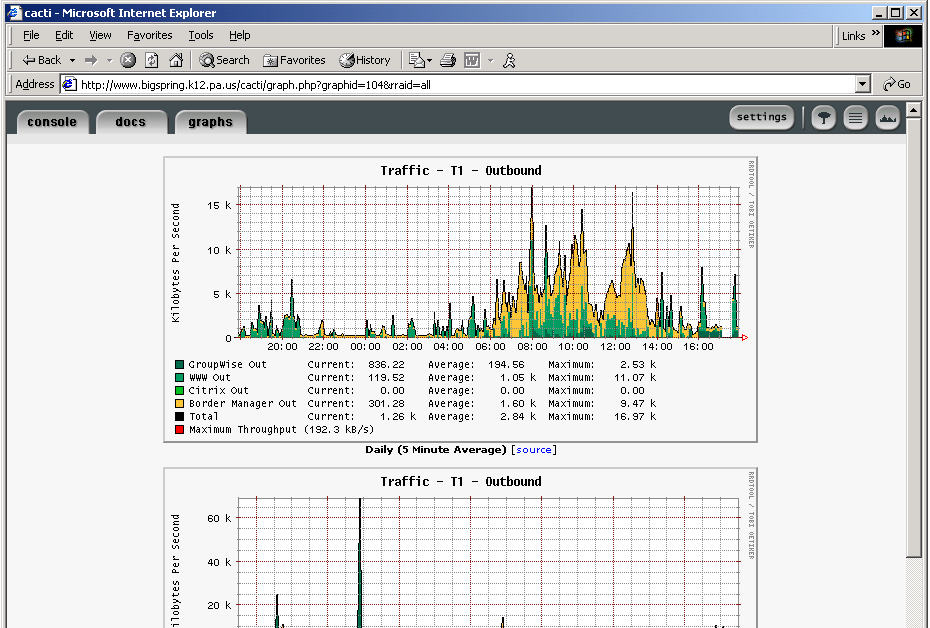 cacti - Microsoft Internet Explorer
File Edit View Favorites Tools Help Links »
Back Search Favorites History
Address http://www.bigspring.k12.pa.us/cacti/graph.php?graphid=104&rraid=all Go
console docs graphs settings
Traffic - T1 - Outbound
RRDTOOL / TOBI OETIKER
Kilobytes Per Second
15 k
10 k
5 k
0
20:00 22:00 00:00 02:00 04:00 06:00 08:00 10:00 12:00 14:00 16:00
GroupWise Out Current: 836.22 Average: 194.56 Maximum: 2.53 k
WWW Out Current: 119.52 Average: 1.05 k Maximum: 11.07 k
Citrix Out Current: 0.00 Average: 0.00 Maximum: 0.00
Border Manager Out Current: 301.28 Average: 1.60 k Maximum: 9.47 k
Total Current: 1.26 k Average: 2.84 k Maximum: 16.97 k
Maximum Throughput (192.3 kB/s)
Daily (5 Minute Average) [source]
Traffic - T1 - Outbound
RRDTOOL / TOBI OETIKER
ilobytes Per Second
60 k
40 k
20 k